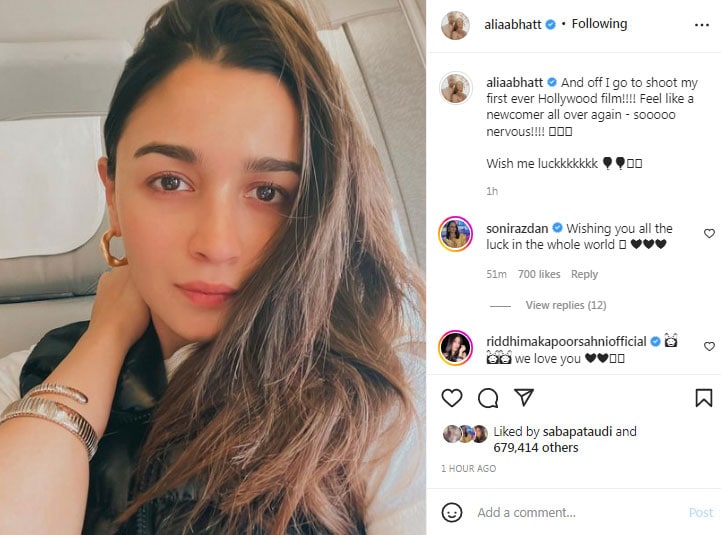 aliaabhatt • Following
aliaabhatt And off I go to shoot my
first ever Hollywood film!!!! Feel like a
newcomer all over again - sooooo
nervous!!!! 
Wish me luckkkkkkk
1h
sonirazdan Wishing you all the
luck in the whole world ♥♥♥
51m 700 likes Reply
View replies (12)
riddhimakapoorsahniofficial
we love you ♥♥
Liked by sabapataudi and
679,414 others
1 HOUR AGO
Add a comment... Post